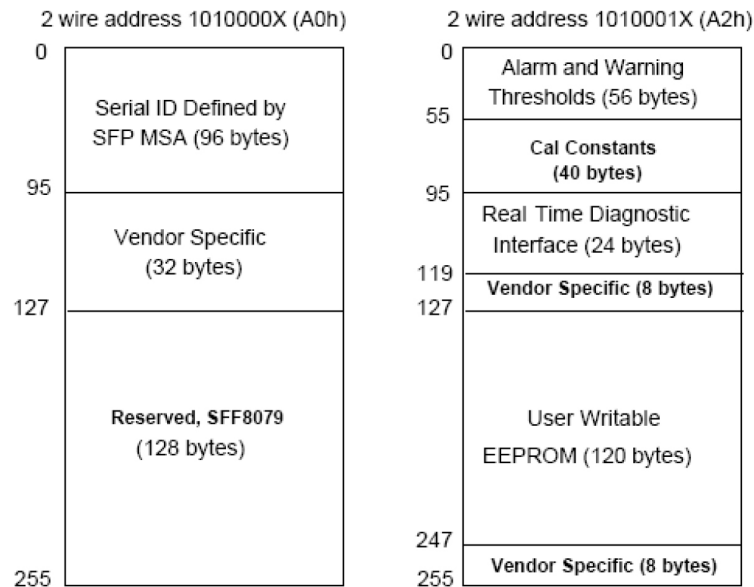 2 wire address 1010000X (A0h)
0
Serial ID Defined by
SFP MSA (96 bytes)
95
Vendor Specific
(32 bytes)
127
Reserved, SFF8079
(128 bytes)
255
2 wire address 1010001X (A2h)
0
Alarm and Warning
Thresholds (56 bytes)
55
Cal Constants
(40 bytes)
95
Real Time Diagnostic
Interface (24 bytes)
119
Vendor Specific (8 bytes)
127
User Writable
EEPROM (120 bytes)
247
Vendor Specific (8 bytes)
255